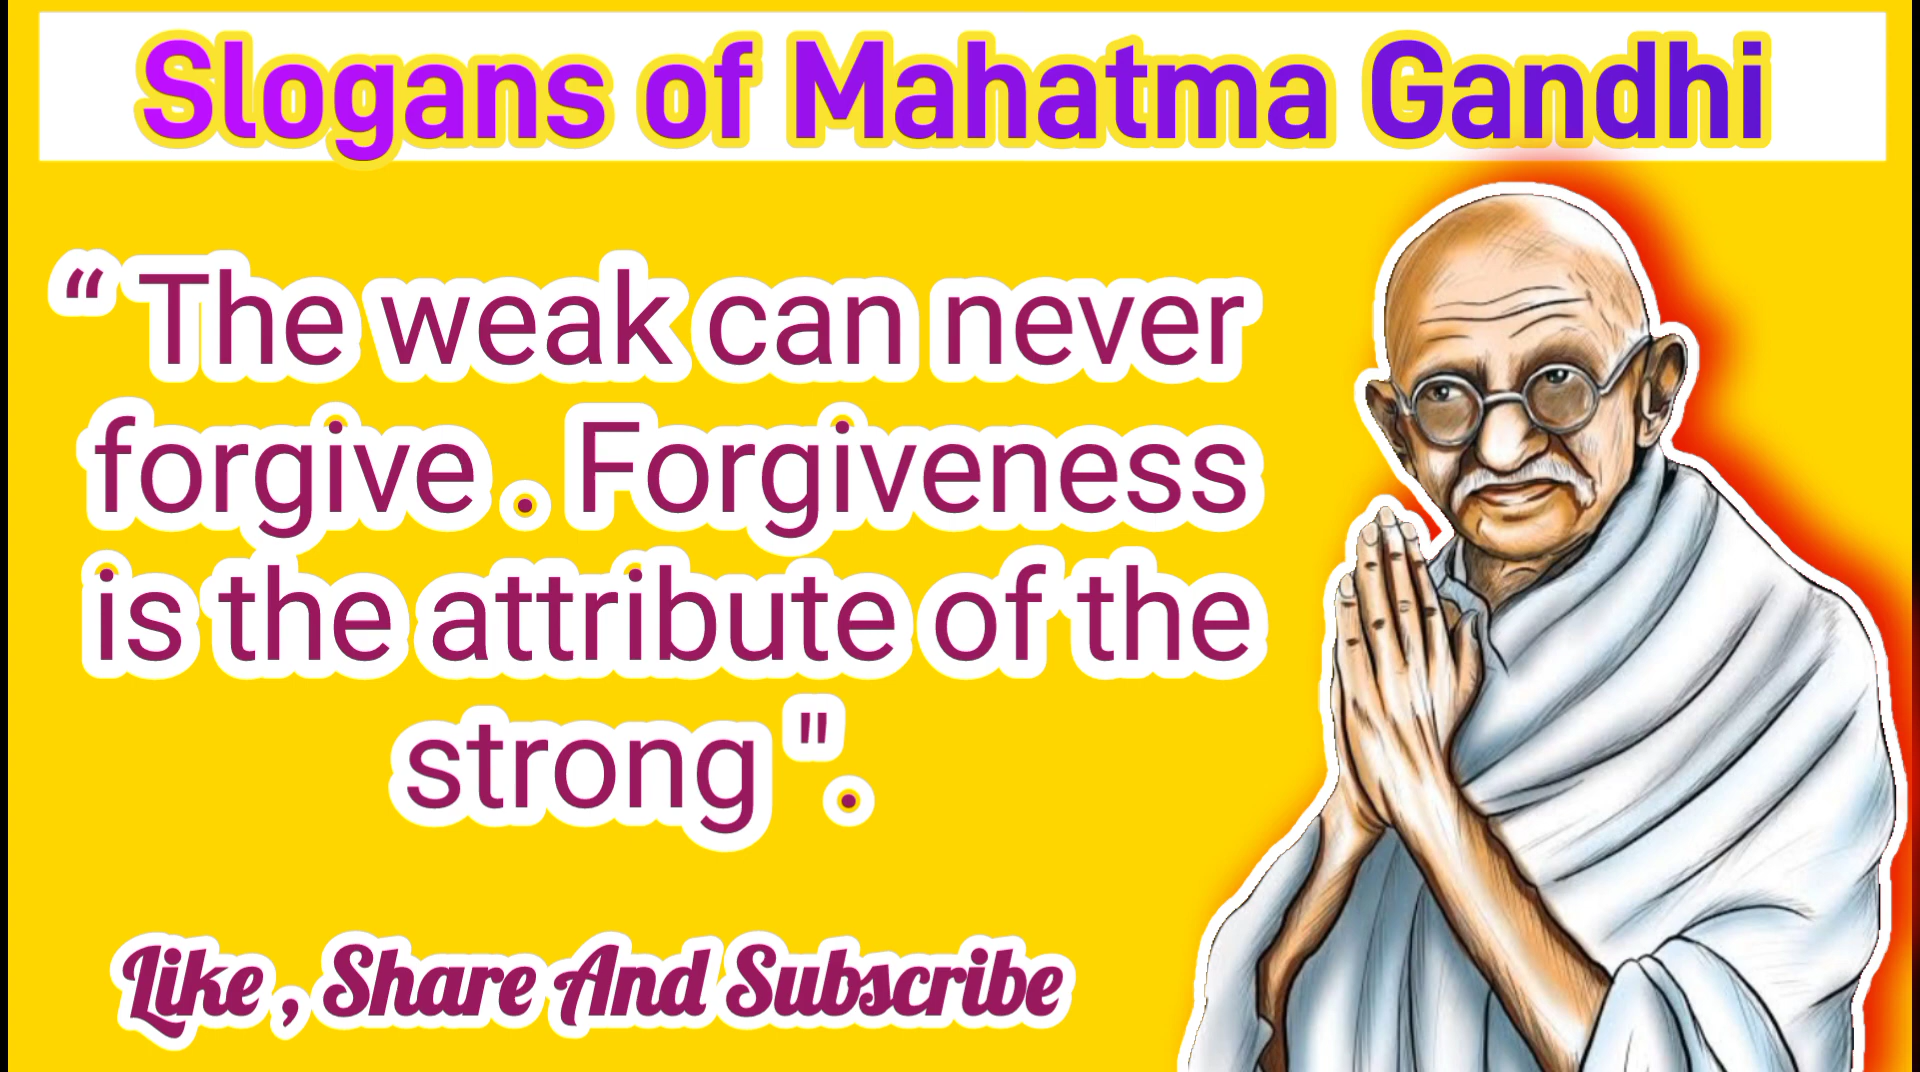 Slogans of Mahatma Gandhi
“ The weak can never
forgive . Forgiveness
is the attribute of the
strong ".
Like , Share And Subscribe